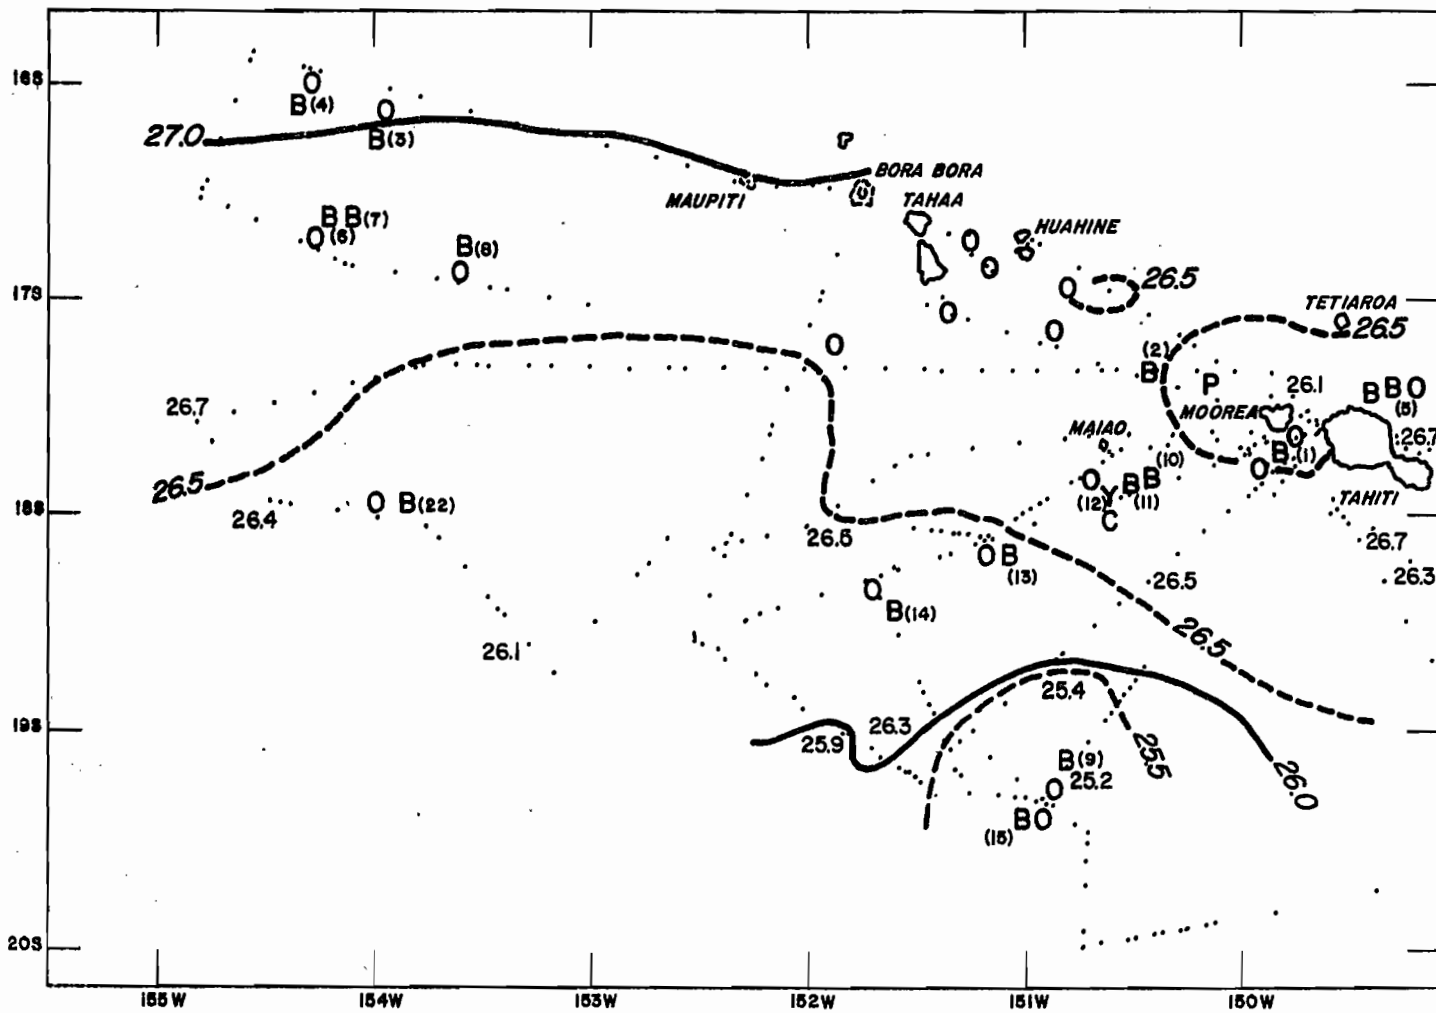 16S
O
B(4)
O
27.0
B(3)
BORA BORA
MAUPITI
TAHAA
HUAHINE
B B(7)
O(6)
B(8)
O
O
O
O
26.5
17S
O
TETIAROA
26.5
O
O
(2)
B
P
26.1
B B O
(5)
26.7
MOOREA
26.7
MAIAO
O
B(1)
O
26.5
O
B B(10)
(12) Y (11)
C
TAHITI
26.4
O B(22)
18S
26.5
26.7
O B
(13)
26.5
26.3
O
B(14)
26.5
26.1
25.4
19S
26.3
25.9
25.5
B(9)
O 25.2
26.0
(15) B O
20S
155W 154W 153W 152W 151W 150W